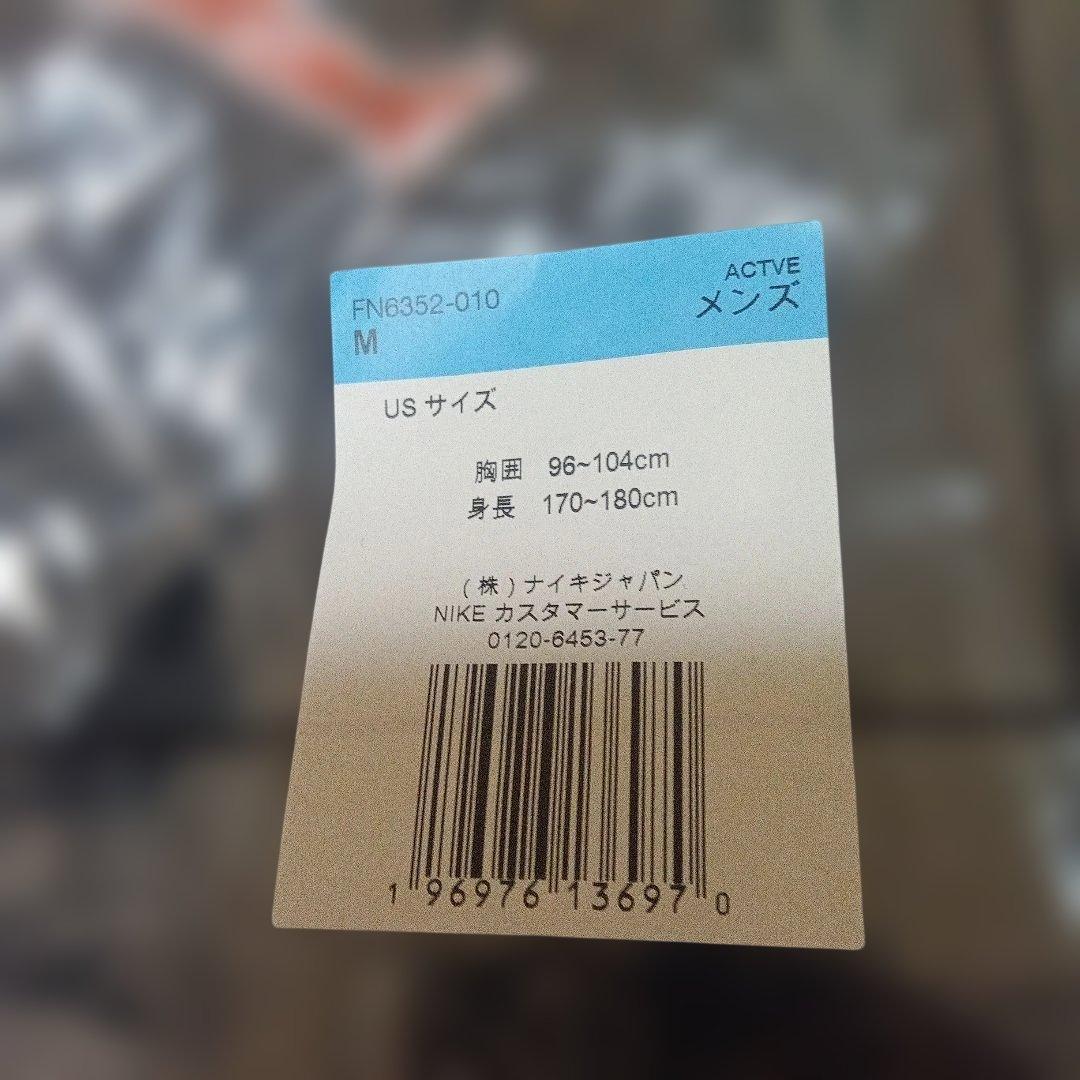 FN6352-010
M
ACTVE
メンズ
US サイズ
胸囲 96~104cm
身長 170~180cm
(株)ナイキジャパン
NIKE カスタマーサービス
0120-6453-77
1 96976 13697 0